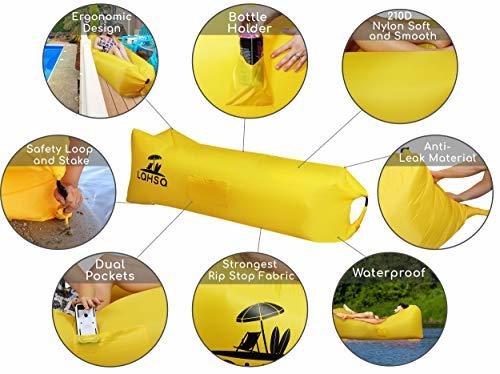 Ergonomic
Design
Bottle
Holder
210D
Nylon Soft
and Smooth
Safety Loop
and Stake
LQHSQ
Anti-
Leak Material
Dual
Pockets
Strongest
Rip Stop Fabric
Waterproof